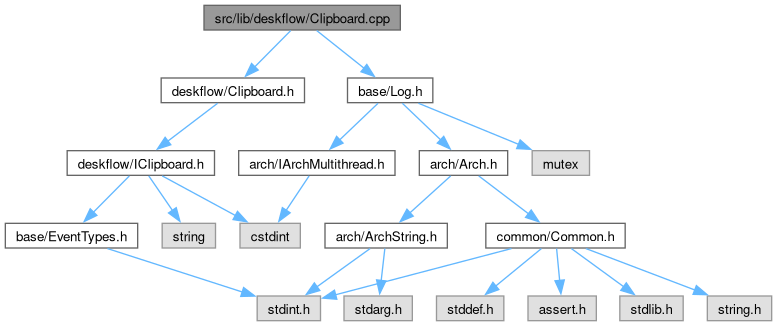 src/lib/deskflow/Clipboard.cpp
deskflow/Clipboard.h
base/Log.h
deskflow/IClipboard.h
arch/IArchMultithread.h
arch/Arch.h
mutex
base/EventTypes.h
string
cstdint
arch/ArchString.h
common/Common.h
stdint.h
stdarg.h
stddef.h
assert.h
stdlib.h
string.h